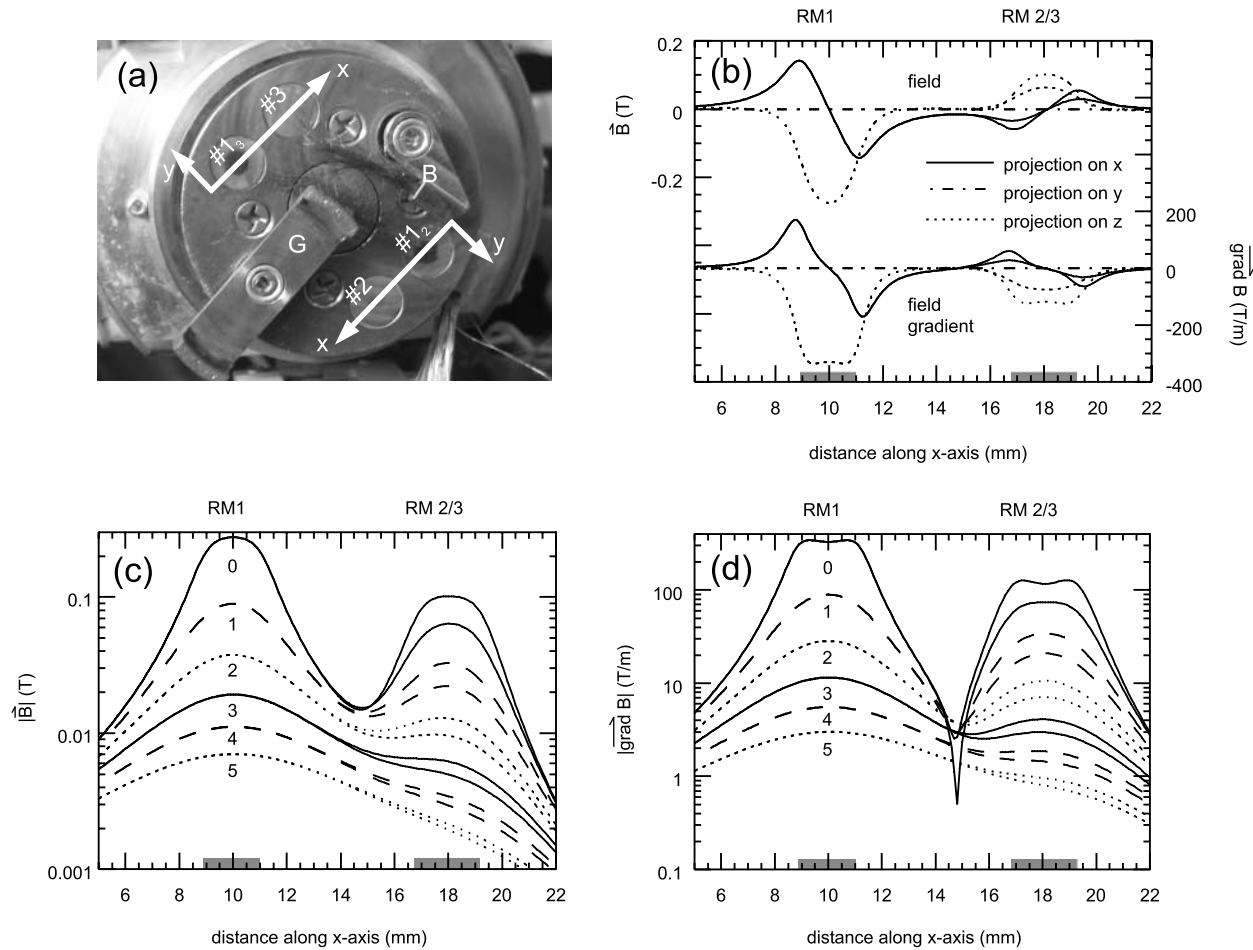 (a)
x
#3
#1₃
y
B
G
#1₂
y
#2
x
RM1
RM 2/3
(b)
0.2
0
-0.2
B⃗ (T)
field
projection on x
projection on y
projection on z
200
0
-200
-400
grad B (T/m)
field
gradient
6 8 10 12 14 16 18 20 22
distance along x-axis (mm)
RM1
RM 2/3
(c)
0.1
0.01
0.001
|B⃗| (T)
0
1
2
3
4
5
6 8 10 12 14 16 18 20 22
distance along x-axis (mm)
RM1
RM 2/3
(d)
100
10
1
0.1
|grad B| (T/m)
0
1
2
3
4
5
6 8 10 12 14 16 18 20 22
distance along x-axis (mm)